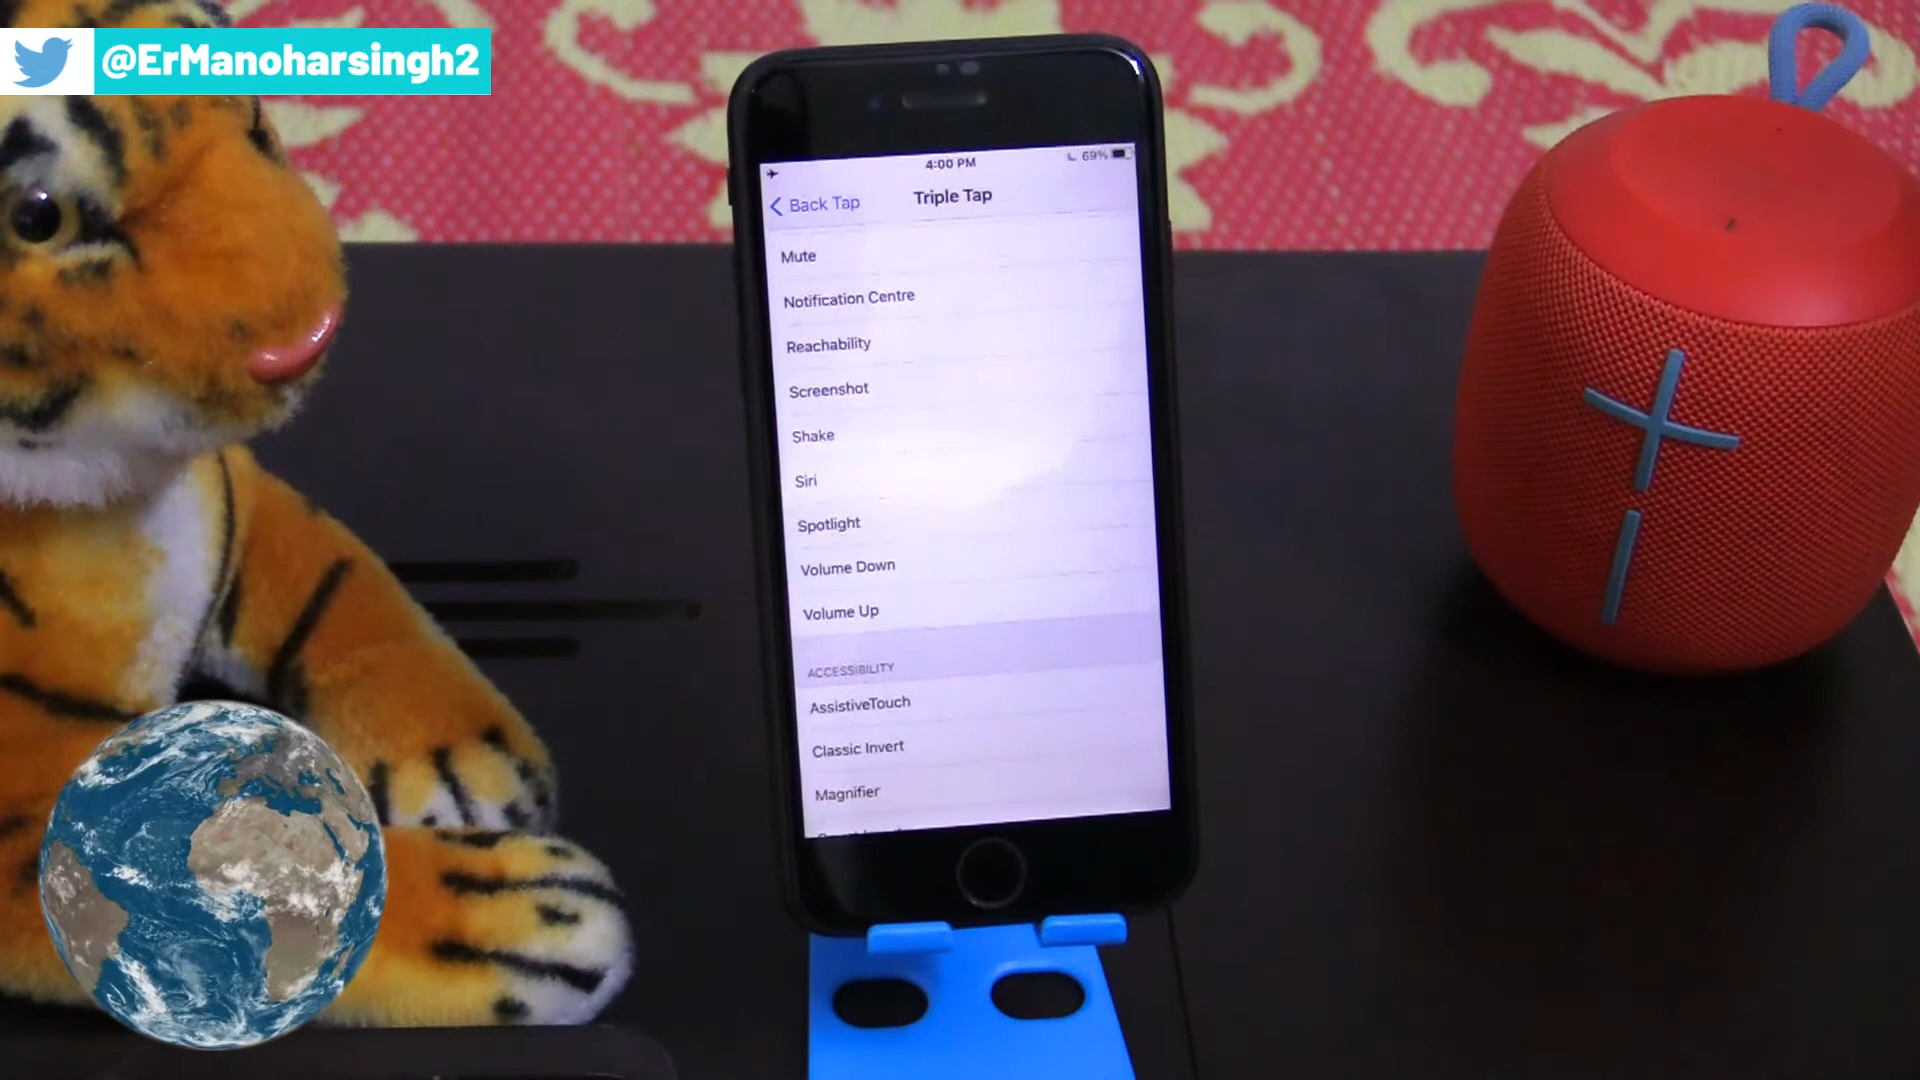 @ErManoharsingh2
4:00 PM
69%
Back Tap
Triple Tap
Mute
Notification Centre
Reachability
Screenshot
Shake
Siri
Spotlight
Volume Down
Volume Up
ACCESSIBILITY
AssistiveTouch
Classic Invert
Magnifier